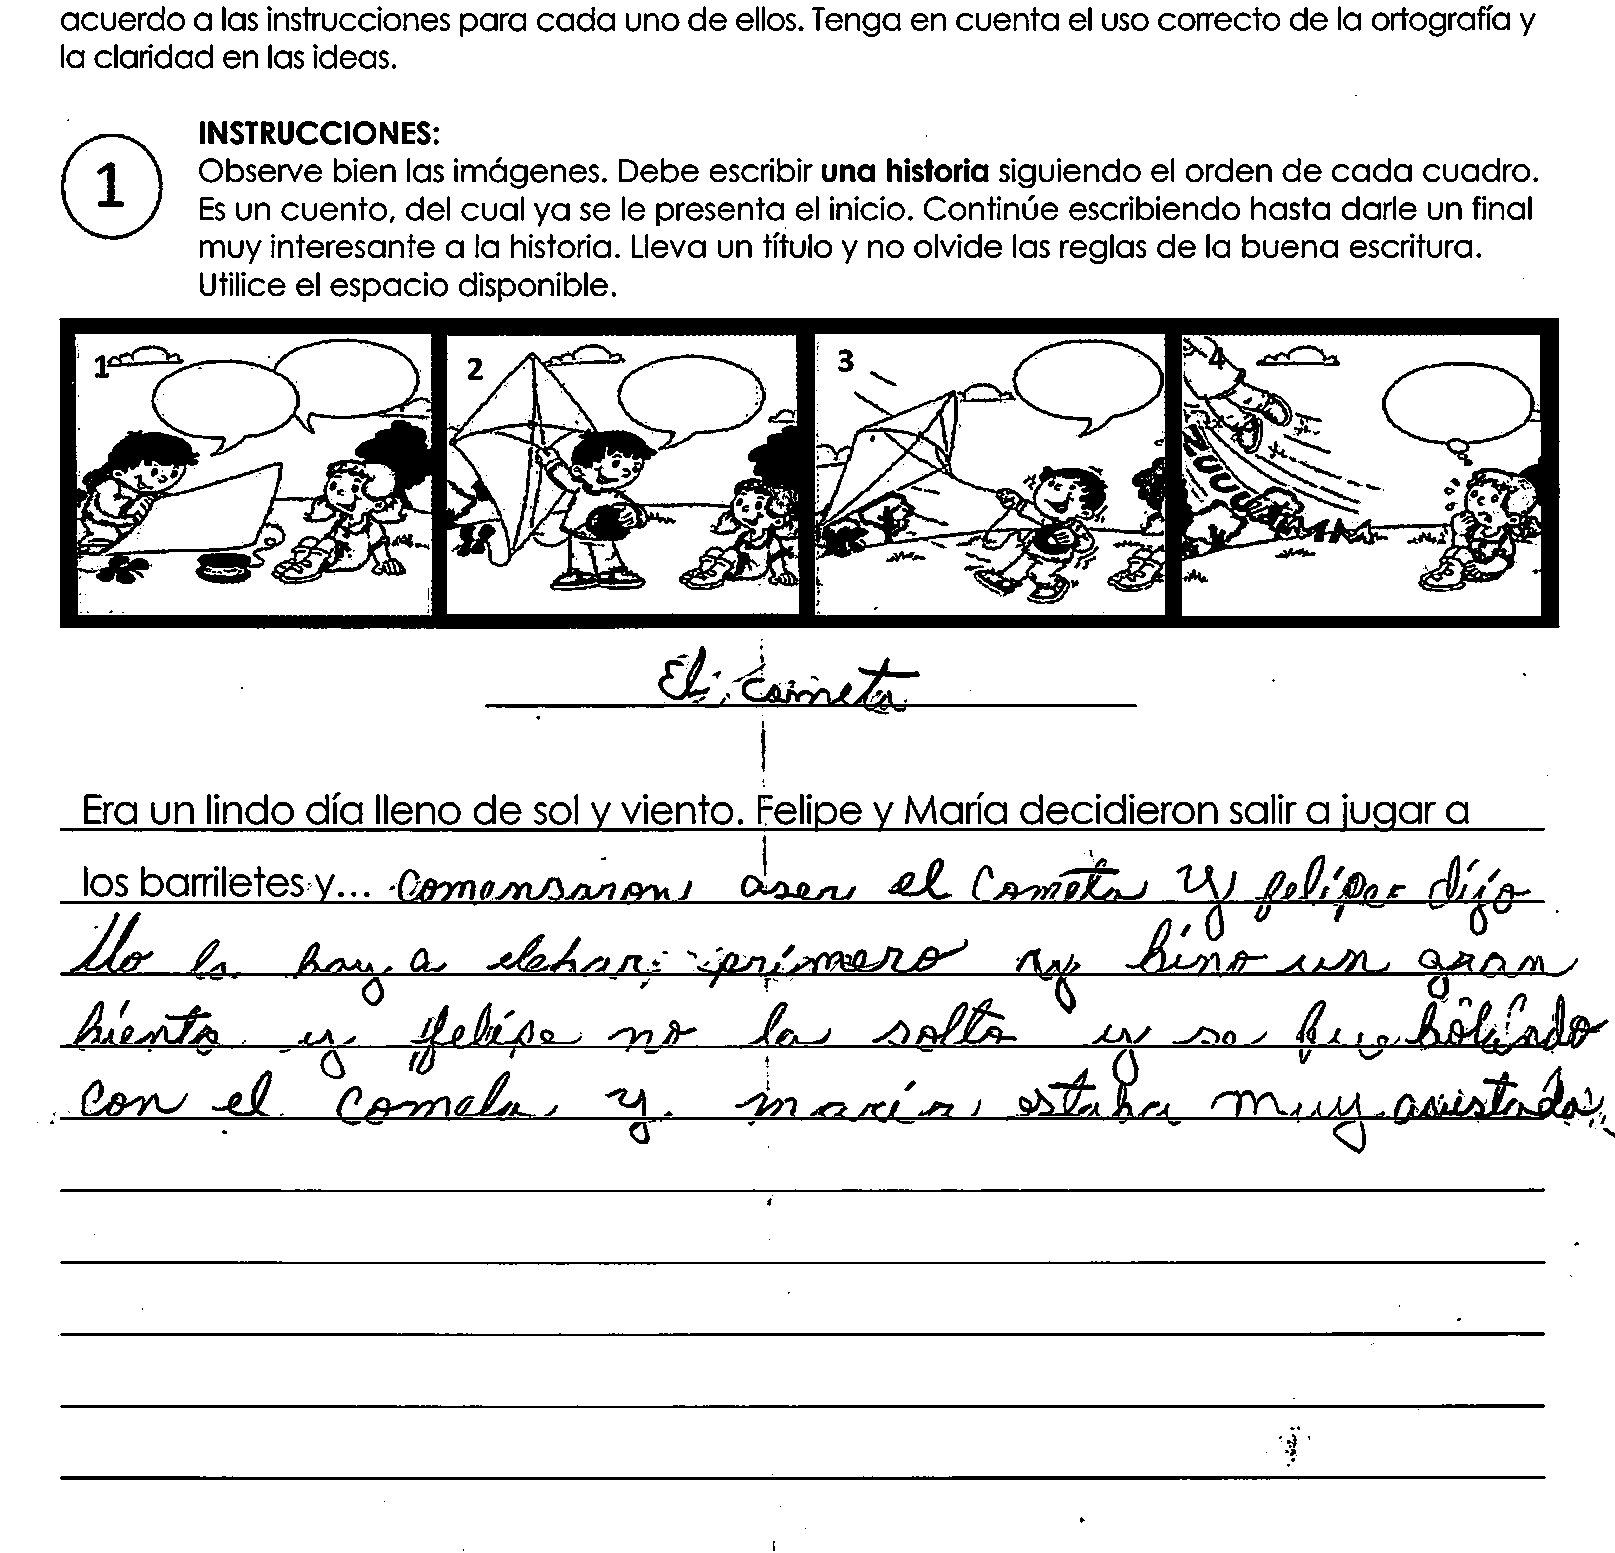 acuerdo a las instrucciones para cada uno de ellos. Tenga en cuenta el uso correcto de la ortografía y
la claridad en las ideas.
1
INSTRUCCIONES:
Observe bien las imágenes. Debe escribir una historia siguiendo el orden de cada cuadro.
Es un cuento, del cual ya se le presenta el inicio. Continúe escribiendo hasta darle un final
muy interesante a la historia. Lleva un título y no olvide las reglas de la buena escritura.
Utilice el espacio disponible.
1 2 3 4
ZUUUUM
El cometa
Era un lindo día lleno de sol y viento. Felipe y María decidieron salir a jugar a
los barriletes y... comensaron aser el cometa y felipe dijo
Yo la hoy a elebar primero y bino un gran
biento y felipe no la solto y se fue bolando
con el cometa y maria estaba muy asustada